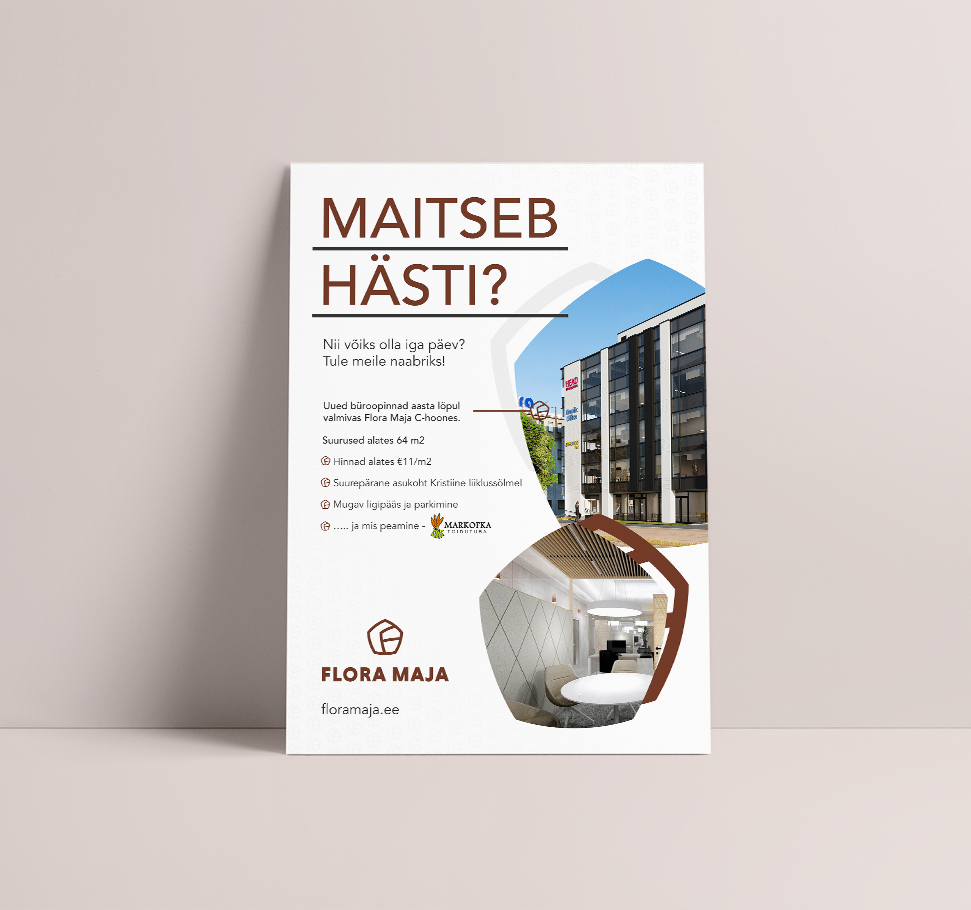 MAITSEB
HÄSTI?
Nii võiks olla iga päev?
Tule meile naabriks!
Uued büroopinnad aasta lõpul
valmivas Flora Maja C-hoones.
Suurused alates 64 m2
Hinnad alates €11/m2
Suurepärane asukoht Kristiine liiklussõlmel
Mugav ligipääs ja parkimine
..... ja mis peamine - MARKOFKA
TOIDUTUBA
FLORA MAJA
floramaja.ee